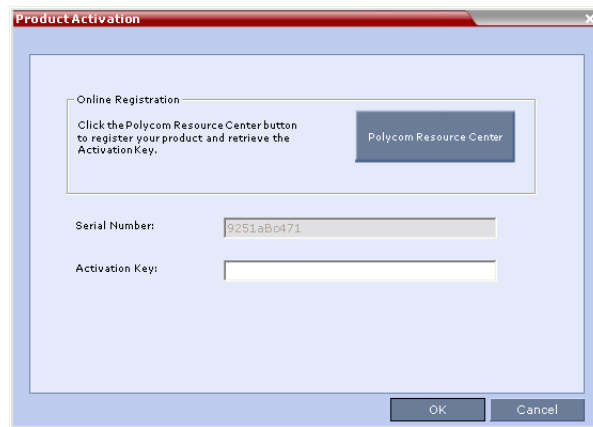 Product Activation
Online Registration
Click the Polycom Resource Center button
to register your product and retrieve the
Activation Key.
Polycom Resource Center
Serial Number:
9251aBc471
Activation Key:
OK
Cancel